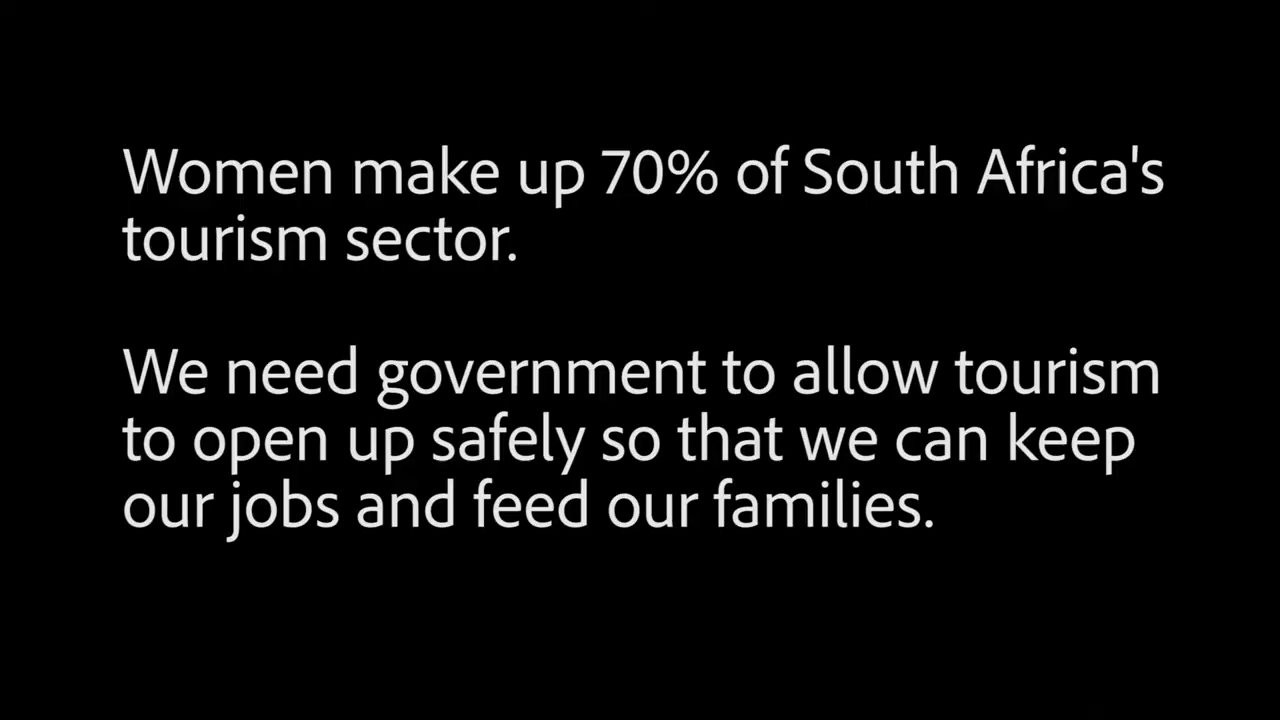 Women make up 70% of South Africa's
tourism sector.
We need government to allow tourism
to open up safely so that we can keep
our jobs and feed our families.